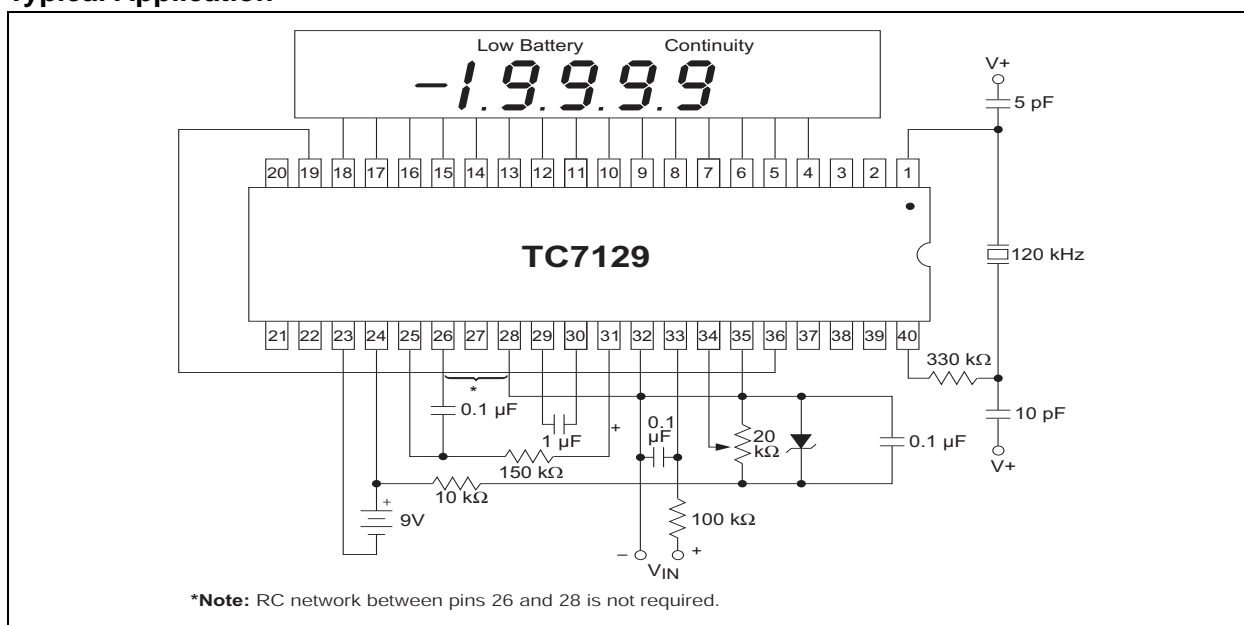 Typical Application
Low Battery Continuity
-1.9.9.9.9
V+
5 pF
20 19 18 17 16 15 14 13 12 11 10 9 8 7 6 5 4 3 2 1
TC7129
120 kHz
21 22 23 24 25 26 27 28 29 30 31 32 33 34 35 36 37 38 39 40
330 kΩ
*
0.1 µF
1 µF
+
0.1
µF
20
kΩ
0.1 µF
10 pF
150 kΩ
V+
10 kΩ
+
9V
100 kΩ
– +
VIN
*Note: RC network between pins 26 and 28 is not required.